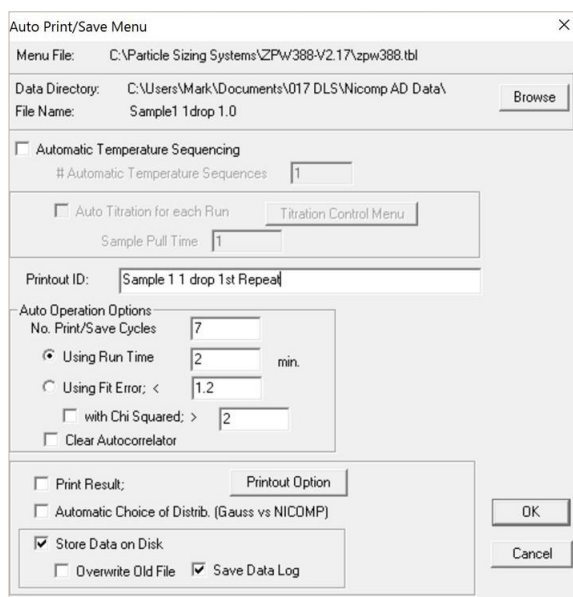 Auto Print/Save Menu
Menu File: C:\Particle Sizing Systems\ZPW388-V2.17\zpw388.tbl
Data Directory: C:\Users\Mark\Documents\017 DLS\Nicomp AD Data\
Browse
File Name: Sample1 1drop 1.0
Automatic Temperature Sequencing
# Automatic Temperature Sequences 1
Auto Titration for each Run Titration Control Menu
Sample Pull Time 1
Printout ID: Sample 1 1 drop 1st Repeat
Auto Operation Options
No. Print/Save Cycles 7
Using Run Time 2 min.
Using Fit Error; < 1.2
with Chi Squared; > 2
Clear Autocorrelator
Print Result; Printout Option
Automatic Choice of Distrib. (Gauss vs NICOMP)
OK
Store Data on Disk
Cancel
Overwrite Old File Save Data Log